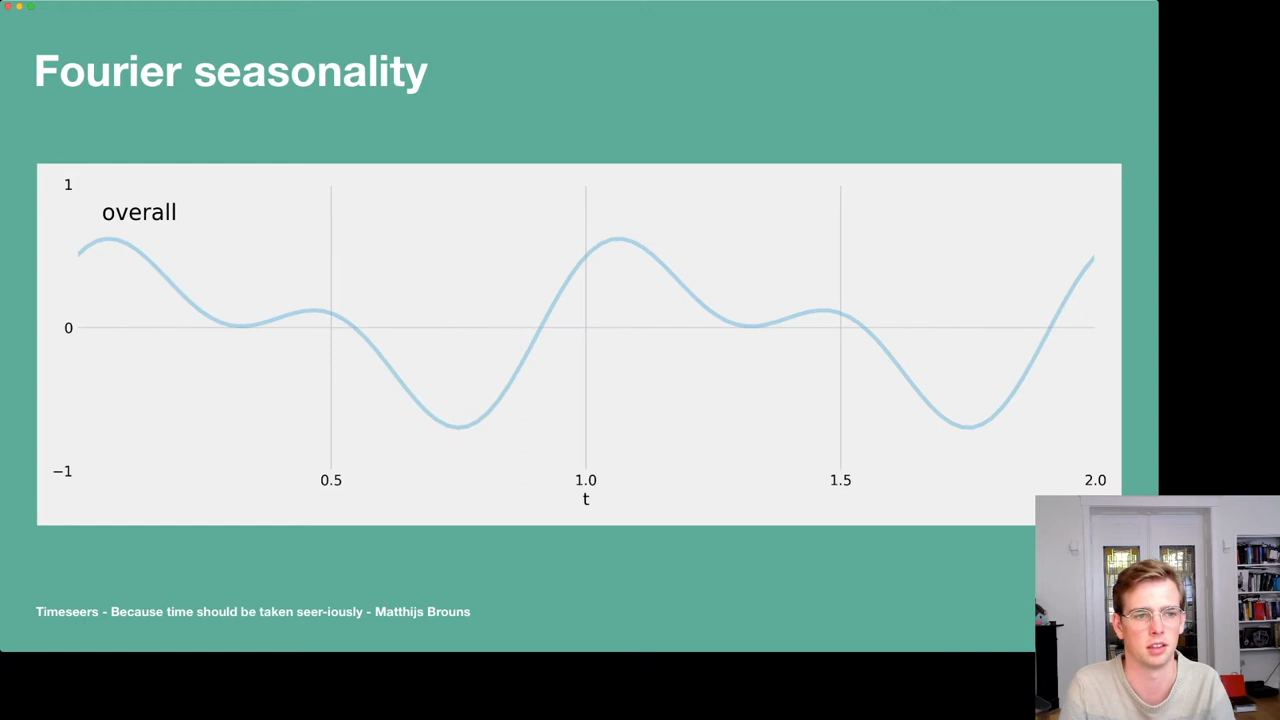 Fourier seasonality
1
overall
0
−1
0.5 1.0 1.5 2.0
t
Timeseers - Because time should be taken seer-iously - Matthijs Brouns